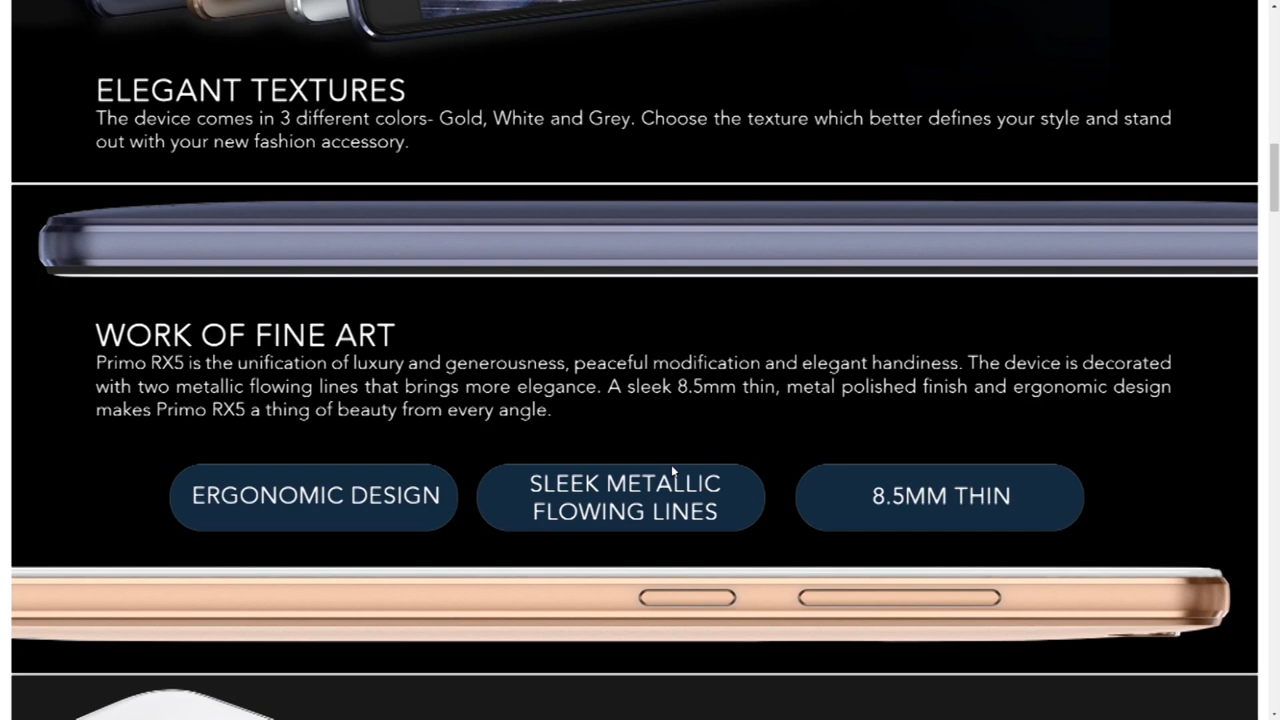 ELEGANT TEXTURES
The device comes in 3 different colors- Gold, White and Grey. Choose the texture which better defines your style and stand
out with your new fashion accessory.
WORK OF FINE ART
Primo RX5 is the unification of luxury and generousness, peaceful modification and elegant handiness. The device is decorated
with two metallic flowing lines that brings more elegance. A sleek 8.5mm thin, metal polished finish and ergonomic design
makes Primo RX5 a thing of beauty from every angle.
ERGONOMIC DESIGN
SLEEK METALLIC
FLOWING LINES
8.5MM THIN